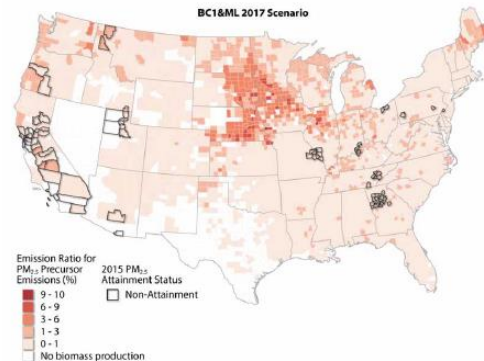 BC1&ML 2017 Scenario
Emission Ratio for
PM2.5 Precursor
Emissions (%)
9 - 10
6 - 9
3 - 6
1 - 3
0 - 1
No biomass production
2015 PM2.5
Attainment Status
Non-Attainment